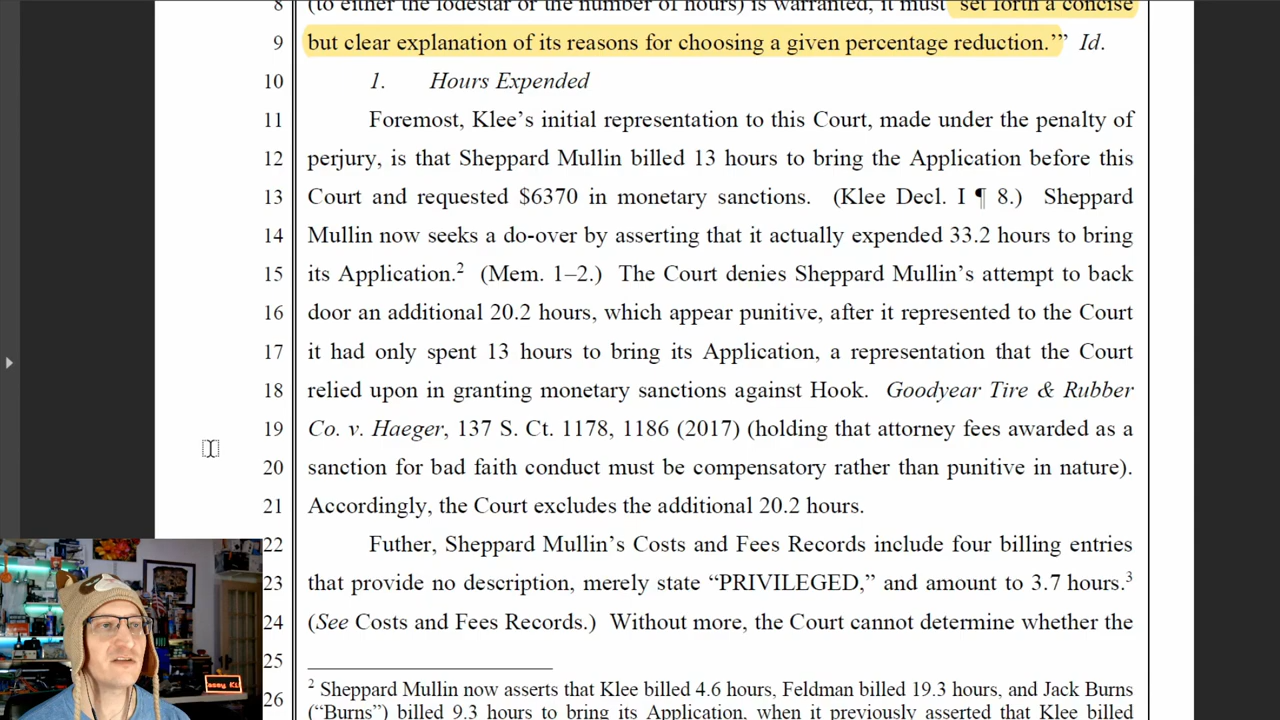 8 (to either the lodestar or the number of hours) is warranted, it must “set forth a concise
9 but clear explanation of its reasons for choosing a given percentage reduction.’” Id.
10 1. Hours Expended
11 Foremost, Klee’s initial representation to this Court, made under the penalty of
12 perjury, is that Sheppard Mullin billed 13 hours to bring the Application before this
13 Court and requested $6370 in monetary sanctions. (Klee Decl. I ¶ 8.) Sheppard
14 Mullin now seeks a do-over by asserting that it actually expended 33.2 hours to bring
15 its Application.2 (Mem. 1–2.) The Court denies Sheppard Mullin’s attempt to back
16 door an additional 20.2 hours, which appear punitive, after it represented to the Court
17 it had only spent 13 hours to bring its Application, a representation that the Court
18 relied upon in granting monetary sanctions against Hook. Goodyear Tire & Rubber
19 Co. v. Haeger, 137 S. Ct. 1178, 1186 (2017) (holding that attorney fees awarded as a
20 sanction for bad faith conduct must be compensatory rather than punitive in nature).
21 Accordingly, the Court excludes the additional 20.2 hours.
22 Futher, Sheppard Mullin’s Costs and Fees Records include four billing entries
23 that provide no description, merely state “PRIVILEGED,” and amount to 3.7 hours.3
24 (See Costs and Fees Records.) Without more, the Court cannot determine whether the
25
26 2 Sheppard Mullin now asserts that Klee billed 4.6 hours, Feldman billed 19.3 hours, and Jack Burns
(“Burns”) billed 9.3 hours to bring its Application, when it previously asserted that Klee billed